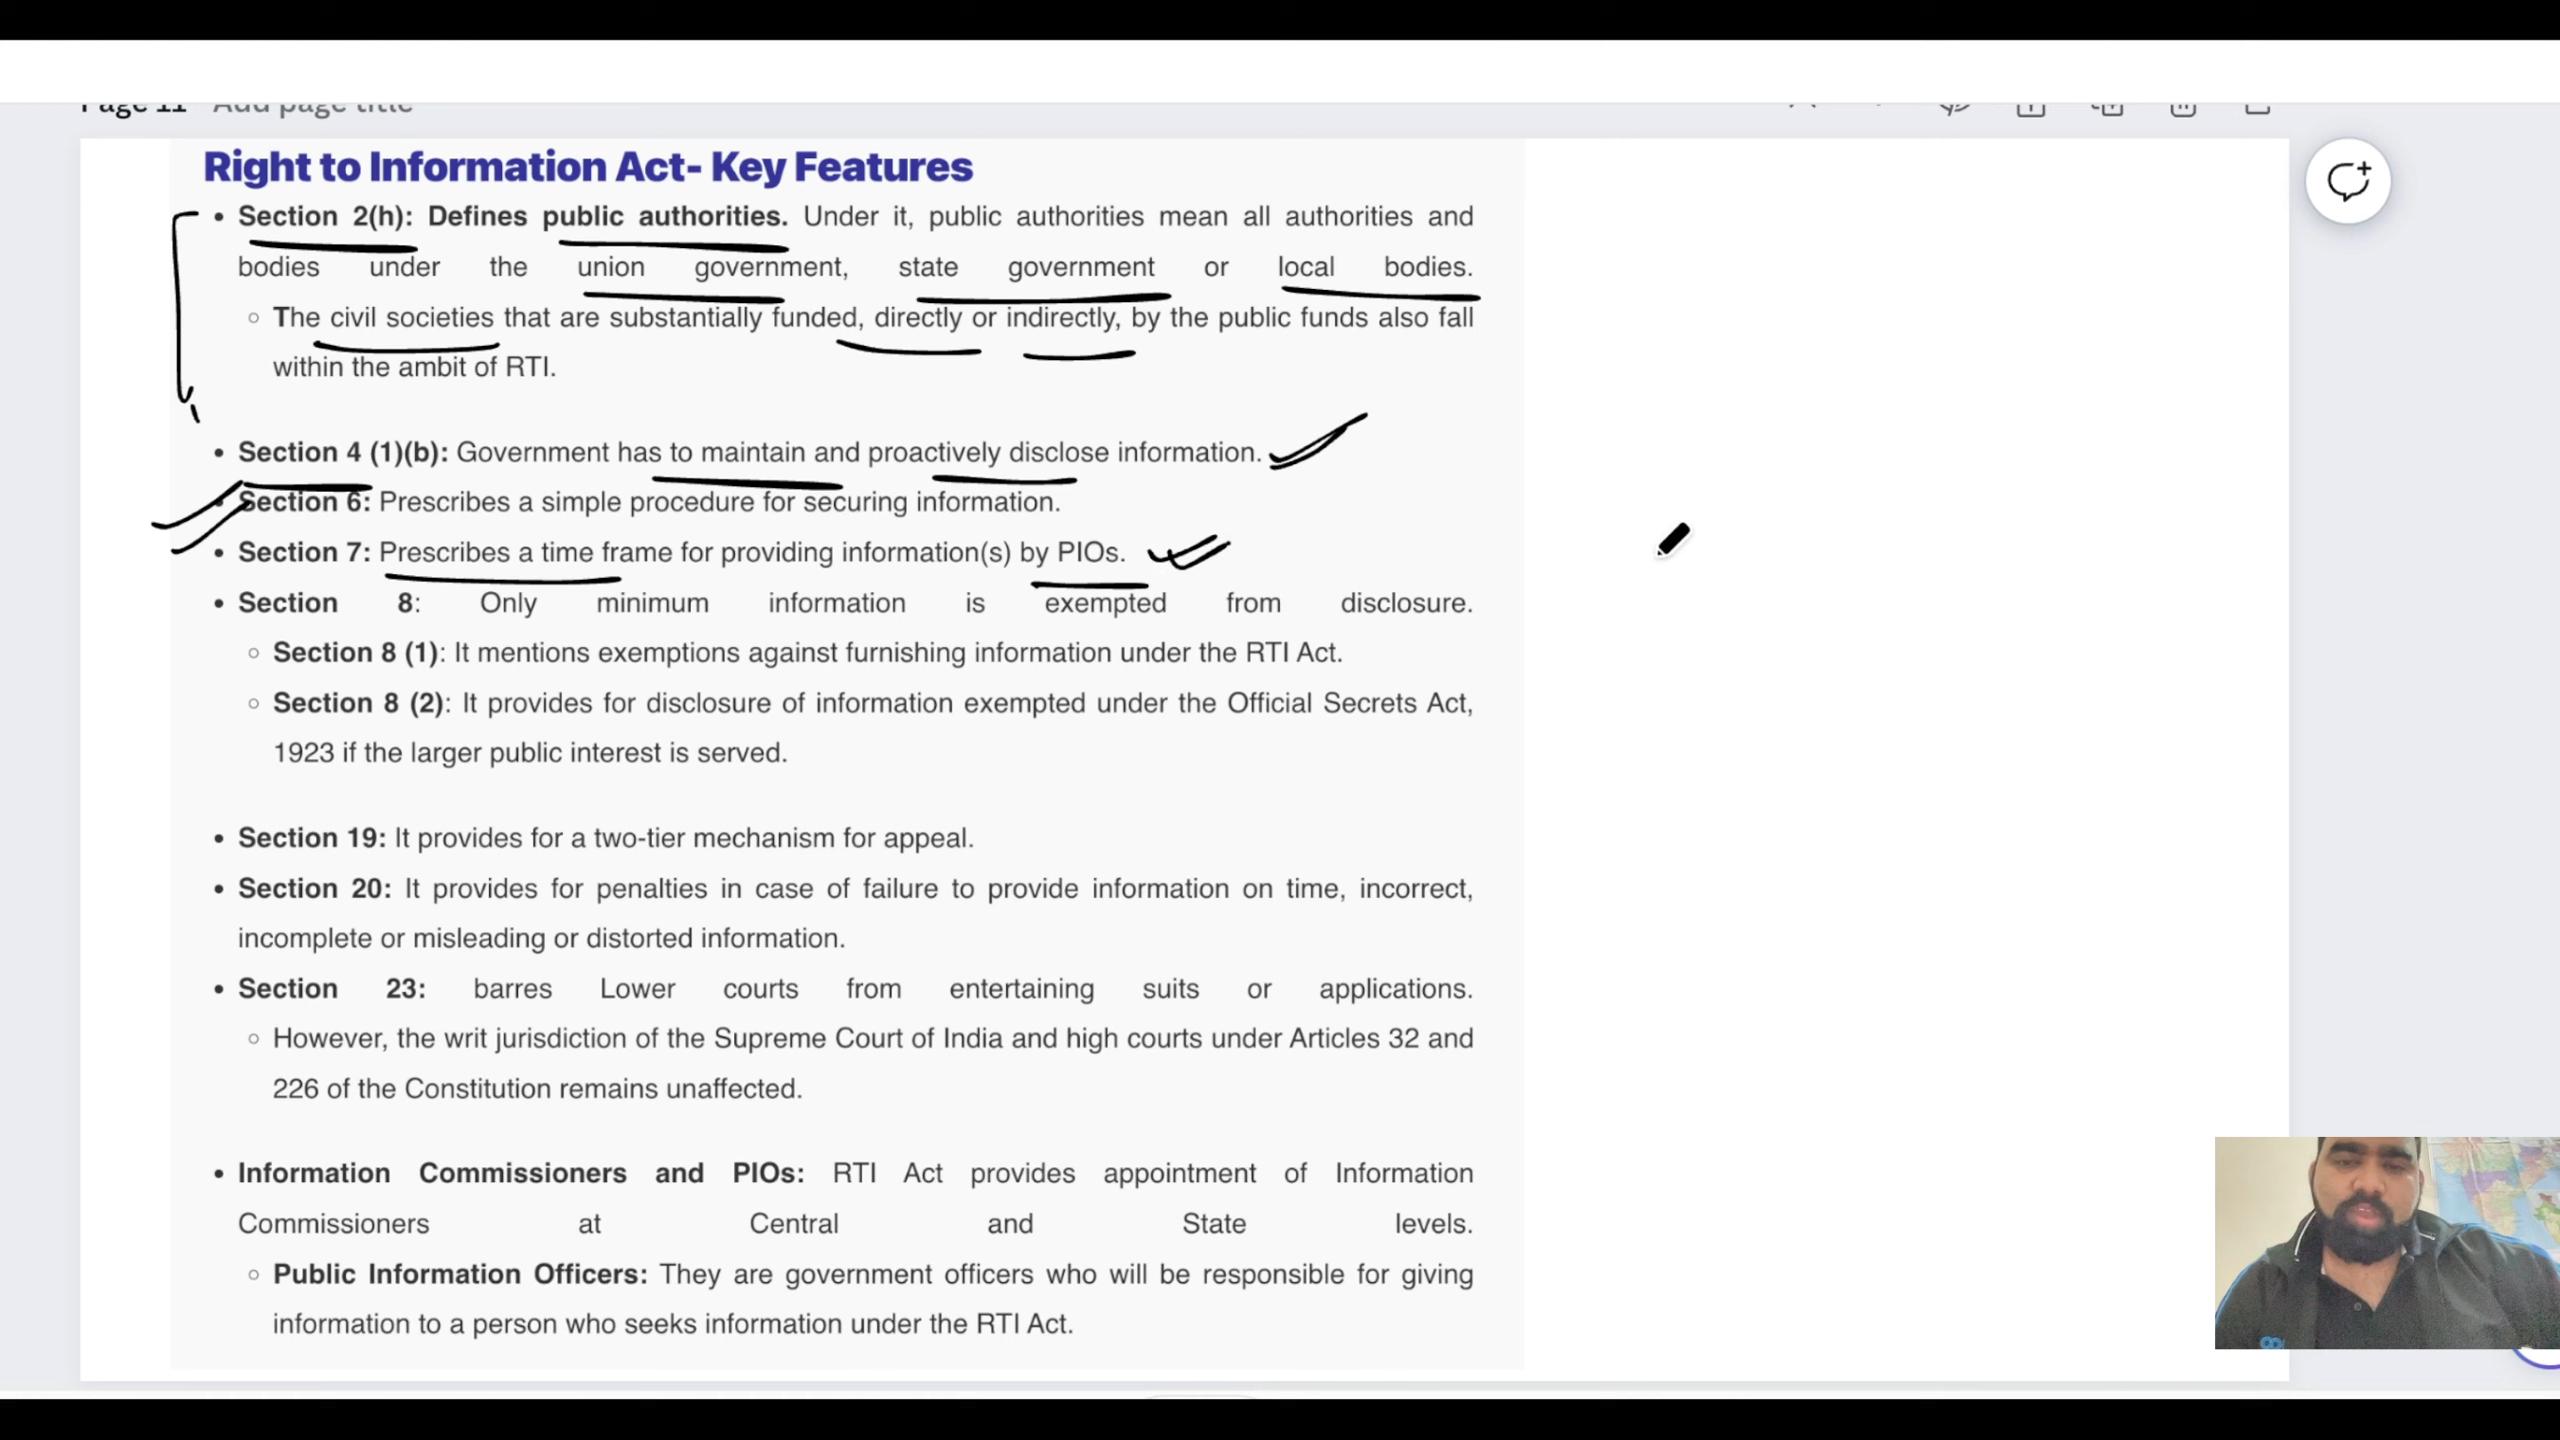 Page 11 Add page title
Right to Information Act- Key Features
• Section 2(h): Defines public authorities. Under it, public authorities mean all authorities and
bodies under the union government, state government or local bodies.
○ The civil societies that are substantially funded, directly or indirectly, by the public funds also fall
within the ambit of RTI.
• Section 4 (1)(b): Government has to maintain and proactively disclose information.
• Section 6: Prescribes a simple procedure for securing information.
• Section 7: Prescribes a time frame for providing information(s) by PIOs.
• Section 8: Only minimum information is exempted from disclosure.
○ Section 8 (1): It mentions exemptions against furnishing information under the RTI Act.
○ Section 8 (2): It provides for disclosure of information exempted under the Official Secrets Act,
1923 if the larger public interest is served.
• Section 19: It provides for a two-tier mechanism for appeal.
• Section 20: It provides for penalties in case of failure to provide information on time, incorrect,
incomplete or misleading or distorted information.
• Section 23: barres Lower courts from entertaining suits or applications.
○ However, the writ jurisdiction of the Supreme Court of India and high courts under Articles 32 and
226 of the Constitution remains unaffected.
• Information Commissioners and PIOs: RTI Act provides appointment of Information
Commissioners at Central and State levels.
○ Public Information Officers: They are government officers who will be responsible for giving
information to a person who seeks information under the RTI Act.